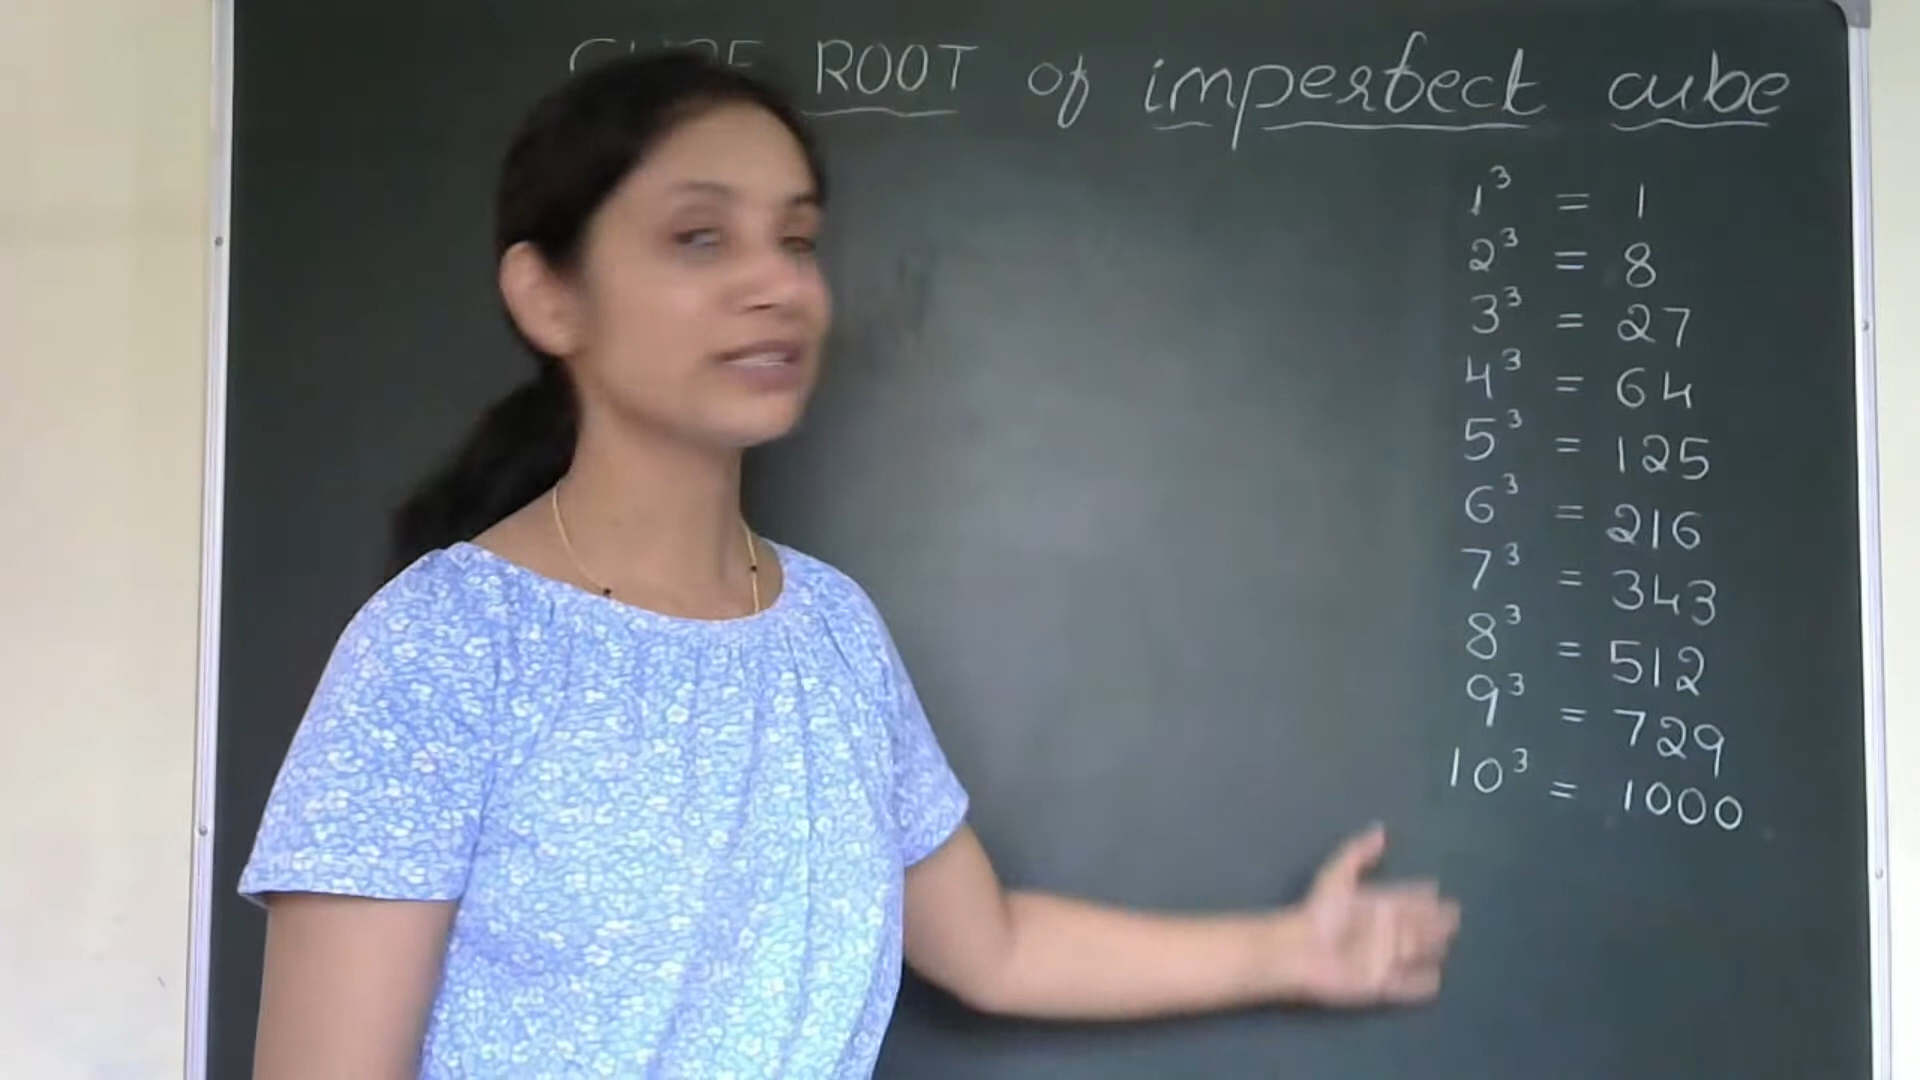 ROOT of imperfect cube
1³ = 1
2³ = 8
3³ = 27
4³ = 64
5³ = 125
6³ = 216
7³ = 343
8³ = 512
9³ = 729
10³ = 1000